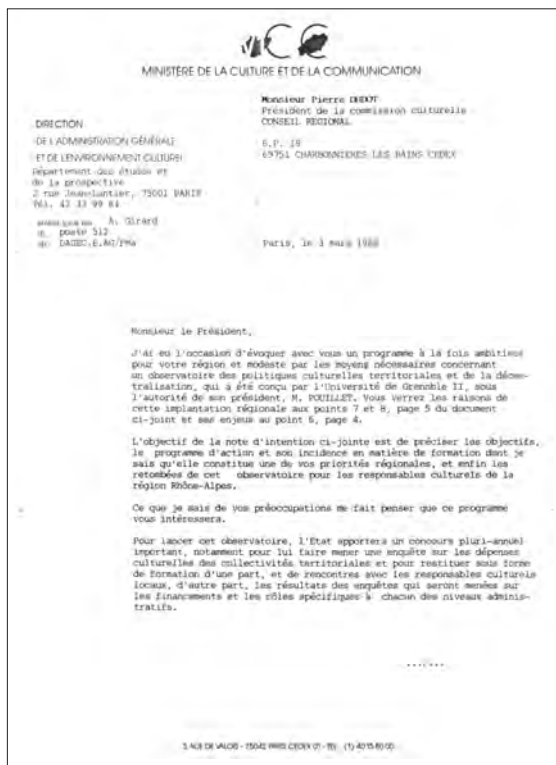 MINISTÈRE DE LA CULTURE ET DE LA COMMUNICATION
Monsieur Pierre
Président de la commission culturelle
CONSEIL REGIONAL
B.P. 19
69751 CHARBONNIERES LES BAINS CEDEX
DIRECTION
DE L'ADMINISTRATION GÉNÉRALE
ET DE L'ENVIRONNEMENT CULTUREL
Département des études et
de la prospective
2 rue Jean-Lantier, 75001 PARIS
Tél. 42 33 99 84
A. Girard
poste 512
DAGEC.E.AG/FMa
Paris, le 3 mars 1988
Monsieur le Président,
J'ai eu l'occasion d'évoquer avec vous un programme à la fois ambitieux
pour votre région et modeste par les moyens nécessaires concernant
un observatoire des politiques culturelles territoriales et de la décen-
tralisation, qui a été conçu par l'Université de Grenoble II, sous
l'autorité de son président, M. POUILLET. Vous verrez les raisons de
cette implantation régionale aux points 7 et 8, page 5 du document
ci-joint et ses enjeux au point 6, page 4.
L'objectif de la note d'intention ci-jointe est de préciser les objectifs,
le programme d'action et son incidence en matière de formation dont je
sais qu'elle constitue une de vos priorités régionales, et enfin les
retombées de cet observatoire pour les responsables culturels de la
région Rhône-Alpes.
Ce que je sais de vos préoccupations me fait penser que ce programme
vous intéressera.
Pour lancer cet observatoire, l'Etat apportera un concours pluri-annuel
important, notamment pour lui faire mener une enquête sur les dépenses
culturelles des collectivités territoriales et pour restituer sous forme
de formation d'une part, et de rencontres avec les responsables culturels
locaux, d'autre part, les résultats des enquêtes qui seront menées sur
les financements et les rôles spécifiques à chacun des niveaux adminis-
tratifs.
.......
3, RUE DE VALOIS - 75042 PARIS CEDEX 01 - TEL. (1) 40 15 80 00